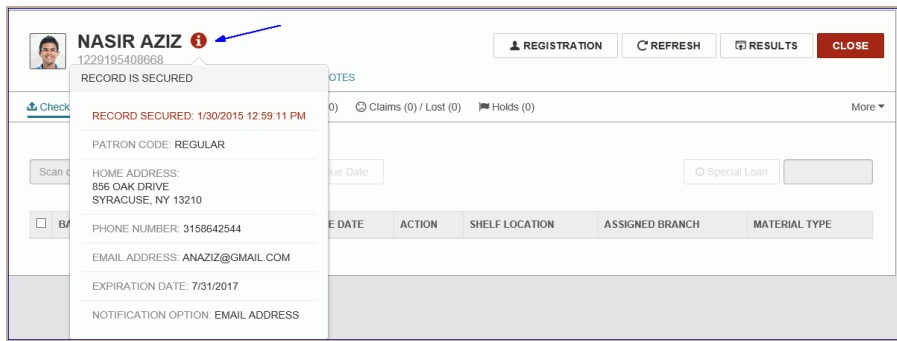 NASIR AZIZ
1229195408668
REGISTRATION
REFRESH
RESULTS
CLOSE
RECORD IS SECURED
OTES
Check
0)
Claims (0) / Lost (0)
Holds (0)
More
RECORD SECURED: 1/30/2015 12:59:11 PM
PATRON CODE: REGULAR
HOME ADDRESS:
856 OAK DRIVE
SYRACUSE, NY 13210
Scan
Due Date
Special Loan
BA
E DATE
ACTION
SHELF LOCATION
ASSIGNED BRANCH
MATERIAL TYPE
PHONE NUMBER: 3158642544
EMAIL ADDRESS: ANAZIZ@GMAIL.COM
EXPIRATION DATE: 7/31/2017
NOTIFICATION OPTION: EMAIL ADDRESS